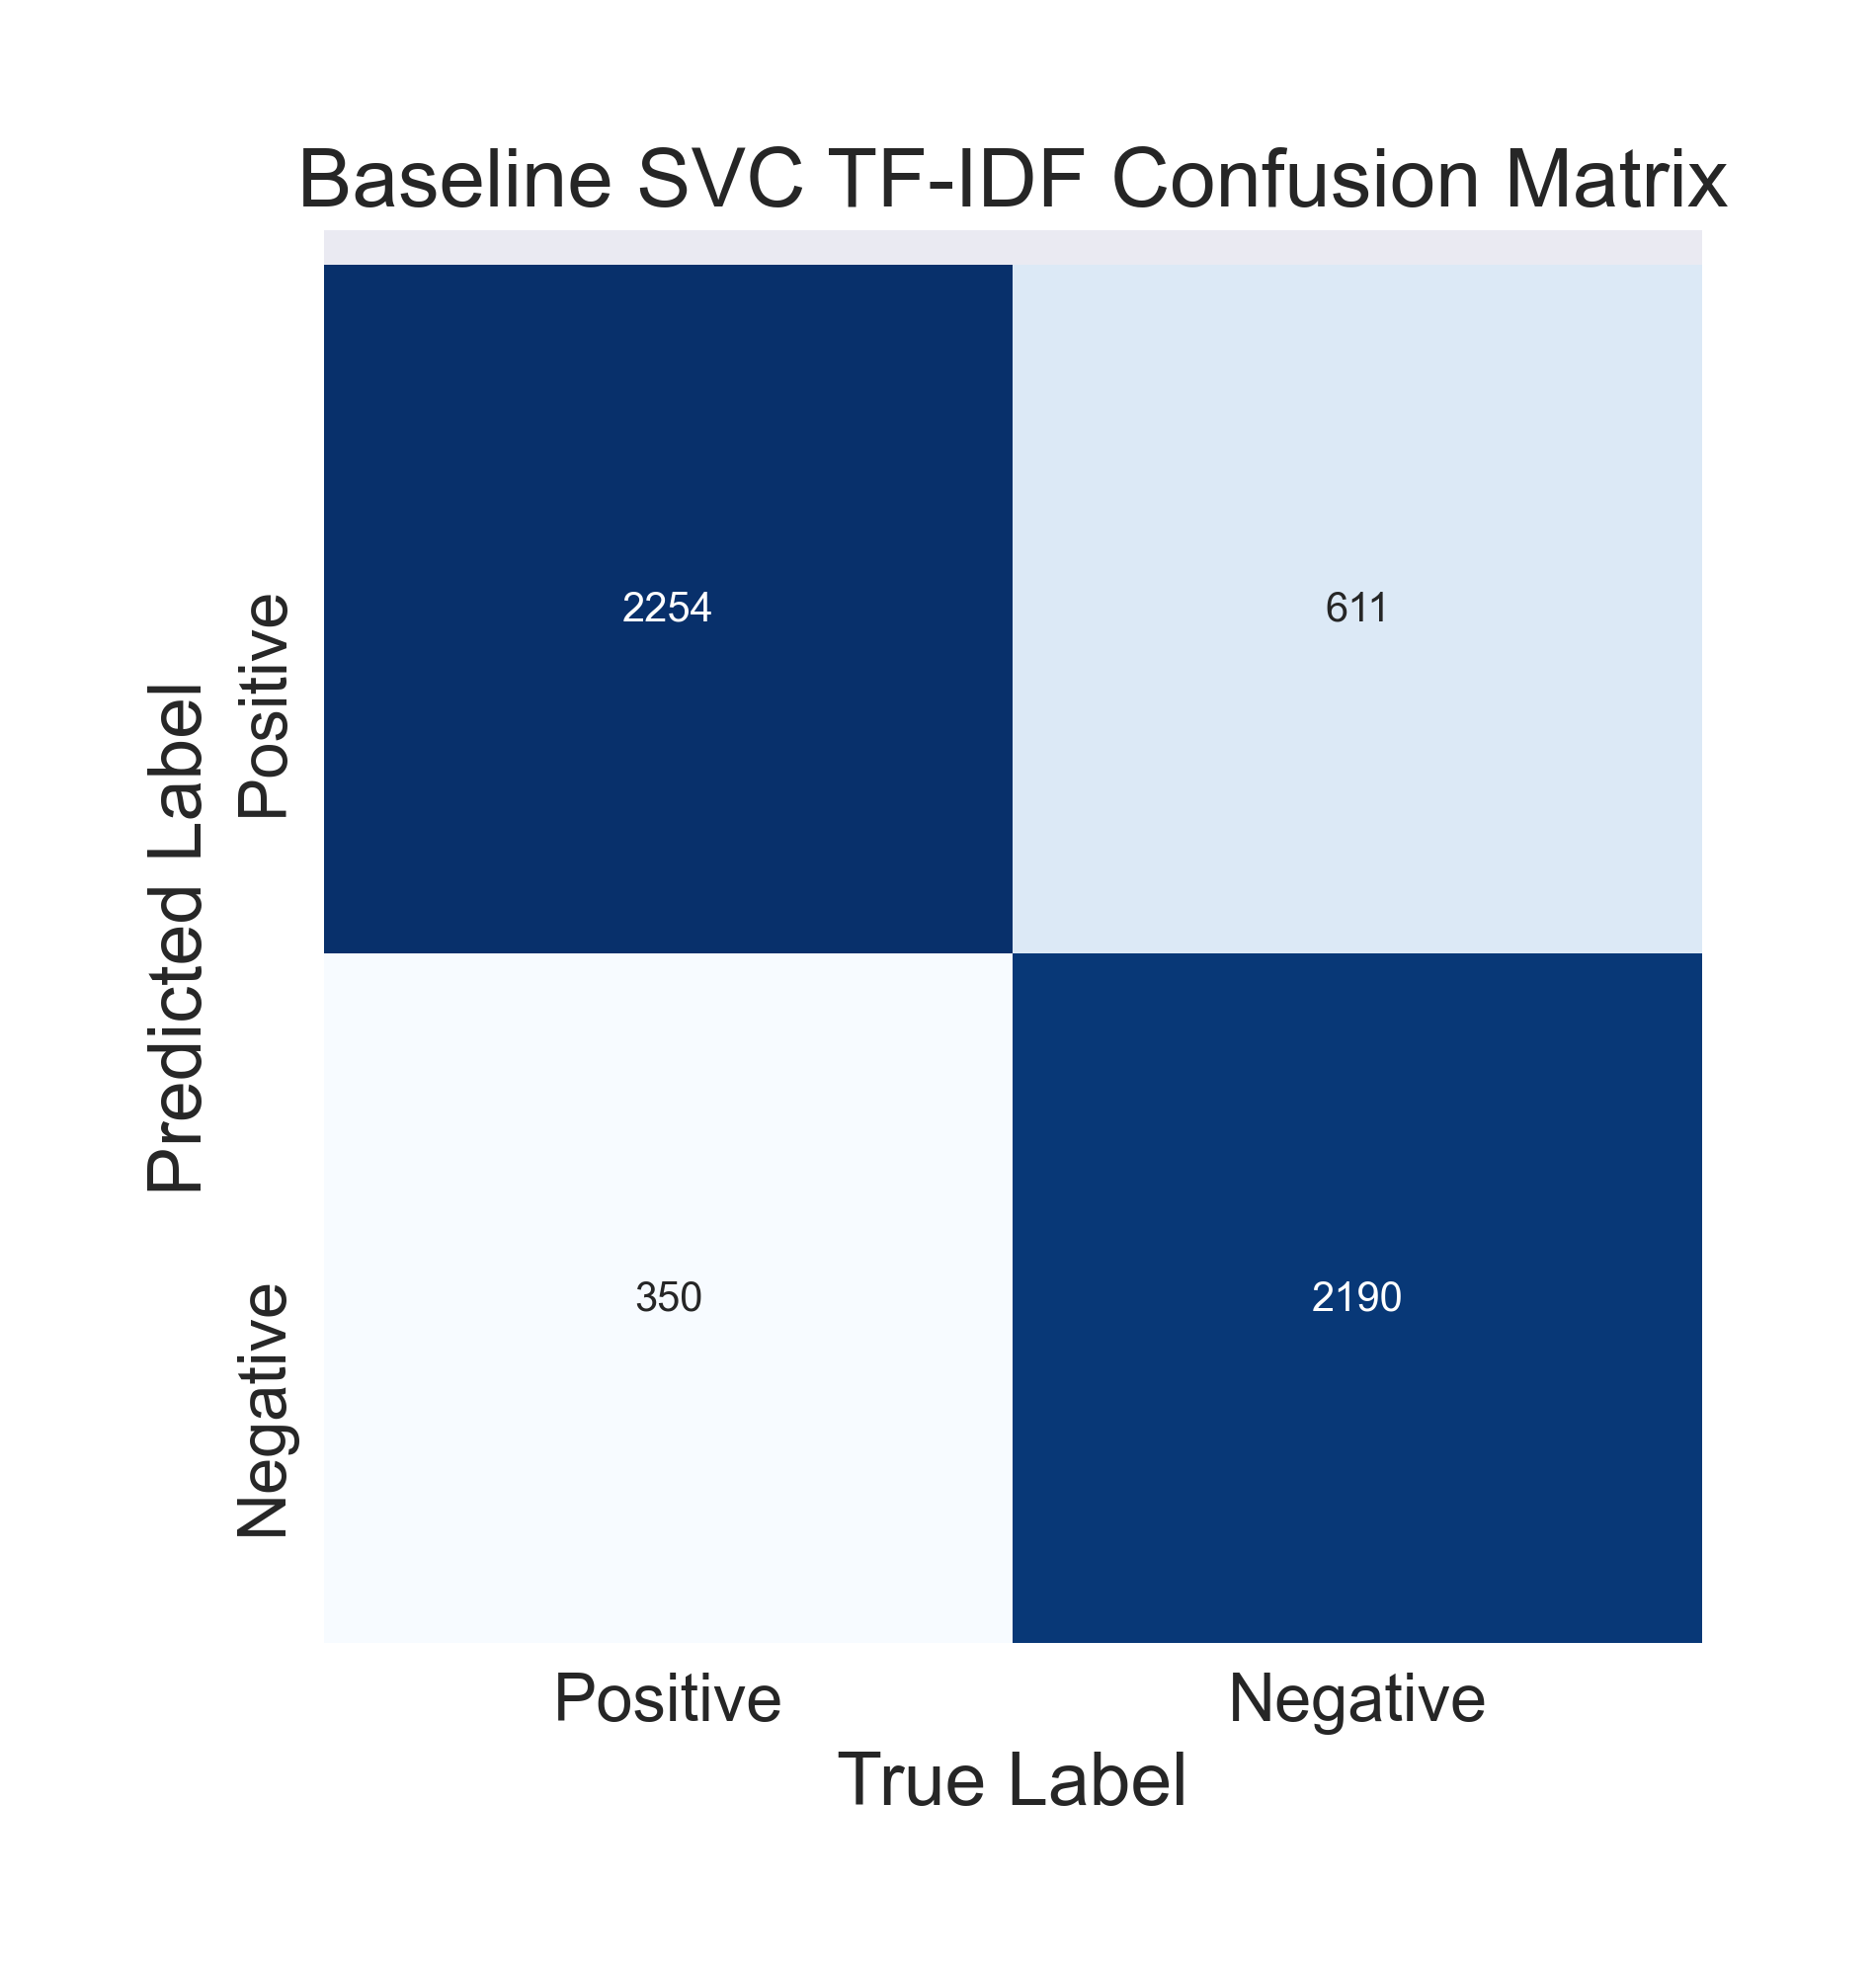 Baseline SVC TF-IDF Confusion Matrix
Predicted Label
Positive
2254
611
Negative
350
2190
Positive
Negative
True Label